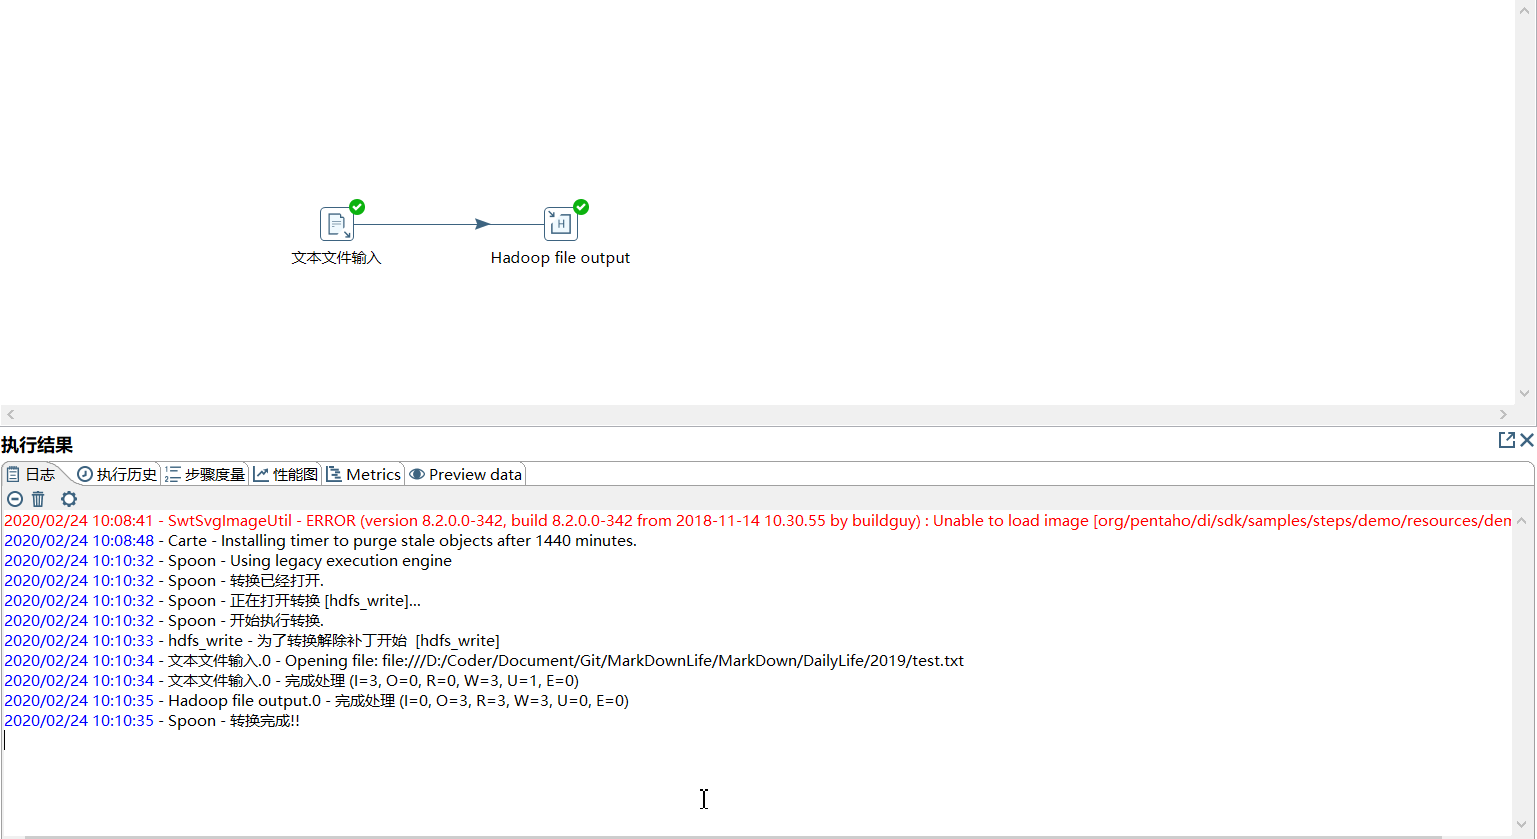 文本文件输入
Hadoop file output
执行结果
日志 执行历史 步骤度量 性能图 Metrics Preview data
2020/02/24 10:08:41 - SwtSvgImageUtil - ERROR (version 8.2.0.0-342, build 8.2.0.0-342 from 2018-11-14 10.30.55 by buildguy) : Unable to load image [org/pentaho/di/sdk/samples/steps/demo/resources/dem
2020/02/24 10:08:48 - Carte - Installing timer to purge stale objects after 1440 minutes.
2020/02/24 10:10:32 - Spoon - Using legacy execution engine
2020/02/24 10:10:32 - Spoon - 转换已经打开.
2020/02/24 10:10:32 - Spoon - 正在打开转换 [hdfs_write]...
2020/02/24 10:10:32 - Spoon - 开始执行转换.
2020/02/24 10:10:33 - hdfs_write - 为了转换解除补丁开始  [hdfs_write]
2020/02/24 10:10:34 - 文本文件输入.0 - Opening file: file:///D:/Coder/Document/Git/MarkDownLife/MarkDown/DailyLife/2019/test.txt
2020/02/24 10:10:34 - 文本文件输入.0 - 完成处理 (I=3, O=0, R=0, W=3, U=1, E=0)
2020/02/24 10:10:35 - Hadoop file output.0 - 完成处理 (I=0, O=3, R=3, W=3, U=0, E=0)
2020/02/24 10:10:35 - Spoon - 转换完成!!